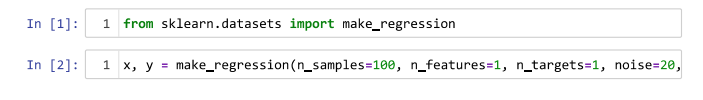 In [1]: 1 from sklearn.datasets import make_regression
In [2]: 1 x, y = make_regression(n_samples=100, n_features=1, n_targets=1, noise=20,